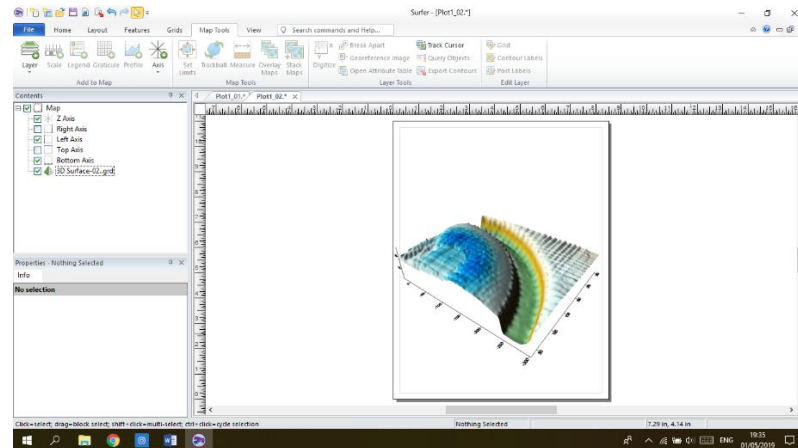 Surfer - [Plot1_02.*]
File Home Layout Features Grids Map Tools View Search commands and Help...
Layer Scale Legend Graticule Profile Axis
Add to Map
Set Limits Trackball Measure Overlay Maps Stack Maps
Map Tools
Digitize
Break Apart
Georeference Image
Open Attribute Table
Track Cursor
Query Objects
Export Contours
Layer Tools
Grid
Contour Labels
Post Labels
Edit Layer
Contents
Map
Z Axis
Right Axis
Left Axis
Top Axis
Bottom Axis
3D Surface-02..grd
Plot1_01.* Plot1_02.*
Properties - Nothing Selected
Info
No selection
Click=select; drag=block select; shift+click=multi-select; ctrl+click=cycle selection
Nothing Selected
7.29 in, 4.14 in
ENG
19:35
01/05/2019